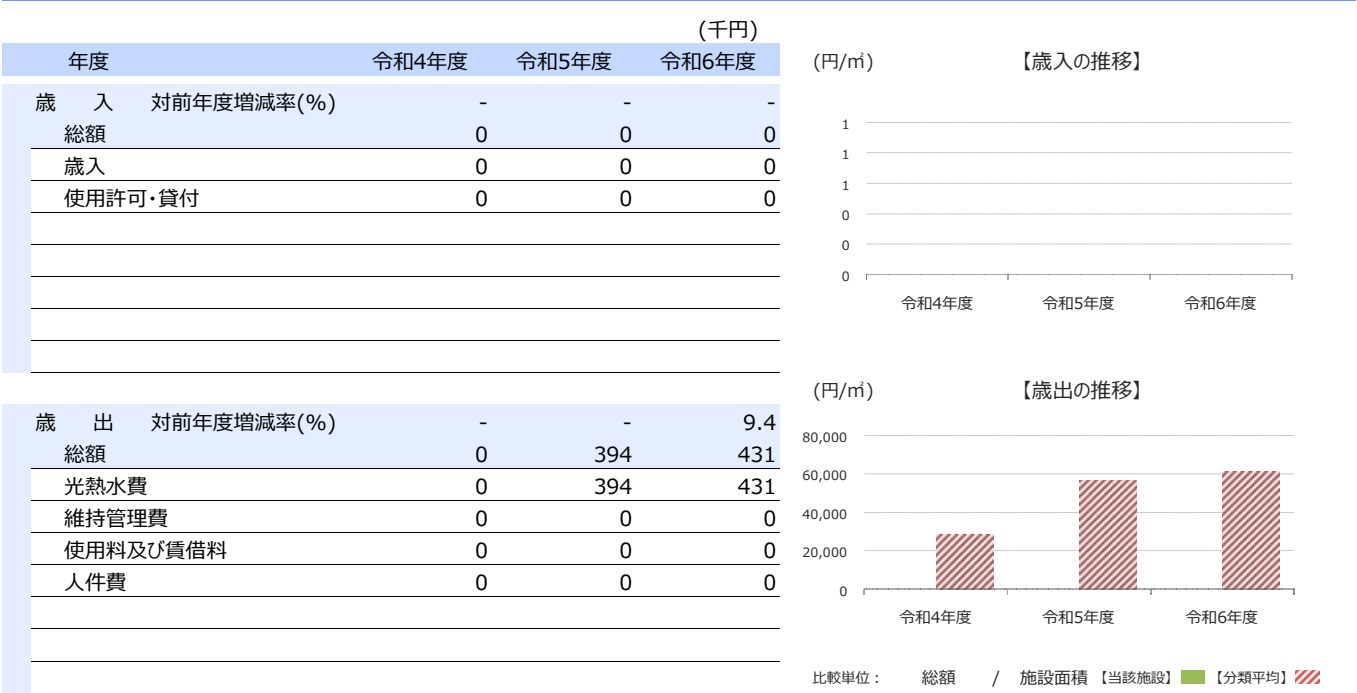 (千円)
年度 令和4年度 令和5年度 令和6年度
歳 入 対前年度増減率(%) - - -
総額 0 0 0
歳入 0 0 0
使用許可・貸付 0 0 0
歳 出 対前年度増減率(%) - - 9.4
総額 0 394 431
光熱水費 0 394 431
維持管理費 0 0 0
使用料及び賃借料 0 0 0
人件費 0 0 0
(円/㎡) 【歳入の推移】
1
1
1
0
0
0
令和4年度 令和5年度 令和6年度
(円/㎡) 【歳出の推移】
80,000
60,000
40,000
20,000
0
令和4年度 令和5年度 令和6年度
比較単位： 総額 / 施設面積 【当該施設】 【分類平均】